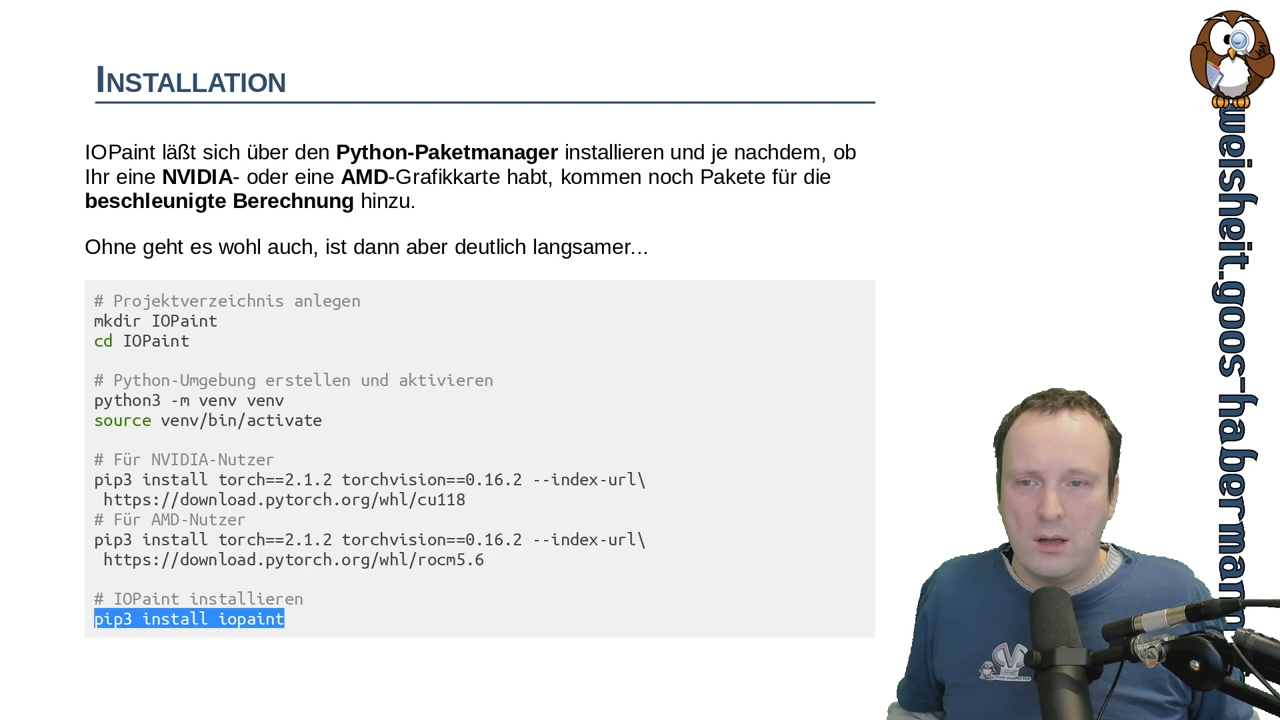 INSTALLATION
IOPaint läßt sich über den Python-Paketmanager installieren und je nachdem, ob
Ihr eine NVIDIA- oder eine AMD-Grafikkarte habt, kommen noch Pakete für die
beschleunigte Berechnung hinzu.
Ohne geht es wohl auch, ist dann aber deutlich langsamer...
# Projektverzeichnis anlegen
mkdir IOPaint
cd IOPaint
# Python-Umgebung erstellen und aktivieren
python3 -m venv venv
source venv/bin/activate
# Für NVIDIA-Nutzer
pip3 install torch==2.1.2 torchvision==0.16.2 --index-url\
https://download.pytorch.org/whl/cu118
# Für AMD-Nutzer
pip3 install torch==2.1.2 torchvision==0.16.2 --index-url\
https://download.pytorch.org/whl/rocm5.6
# IOPaint installieren
pip3 install iopaint
weisheit.goos-habermann